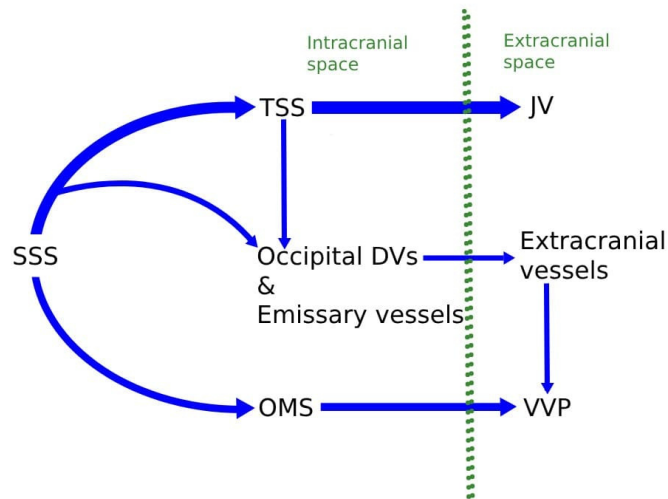 Intracranial
space
Extracranial
space
TSS
JV
SSS
Occipital DVs
&
Emissary vessels
Extracranial
vessels
OMS
VVP